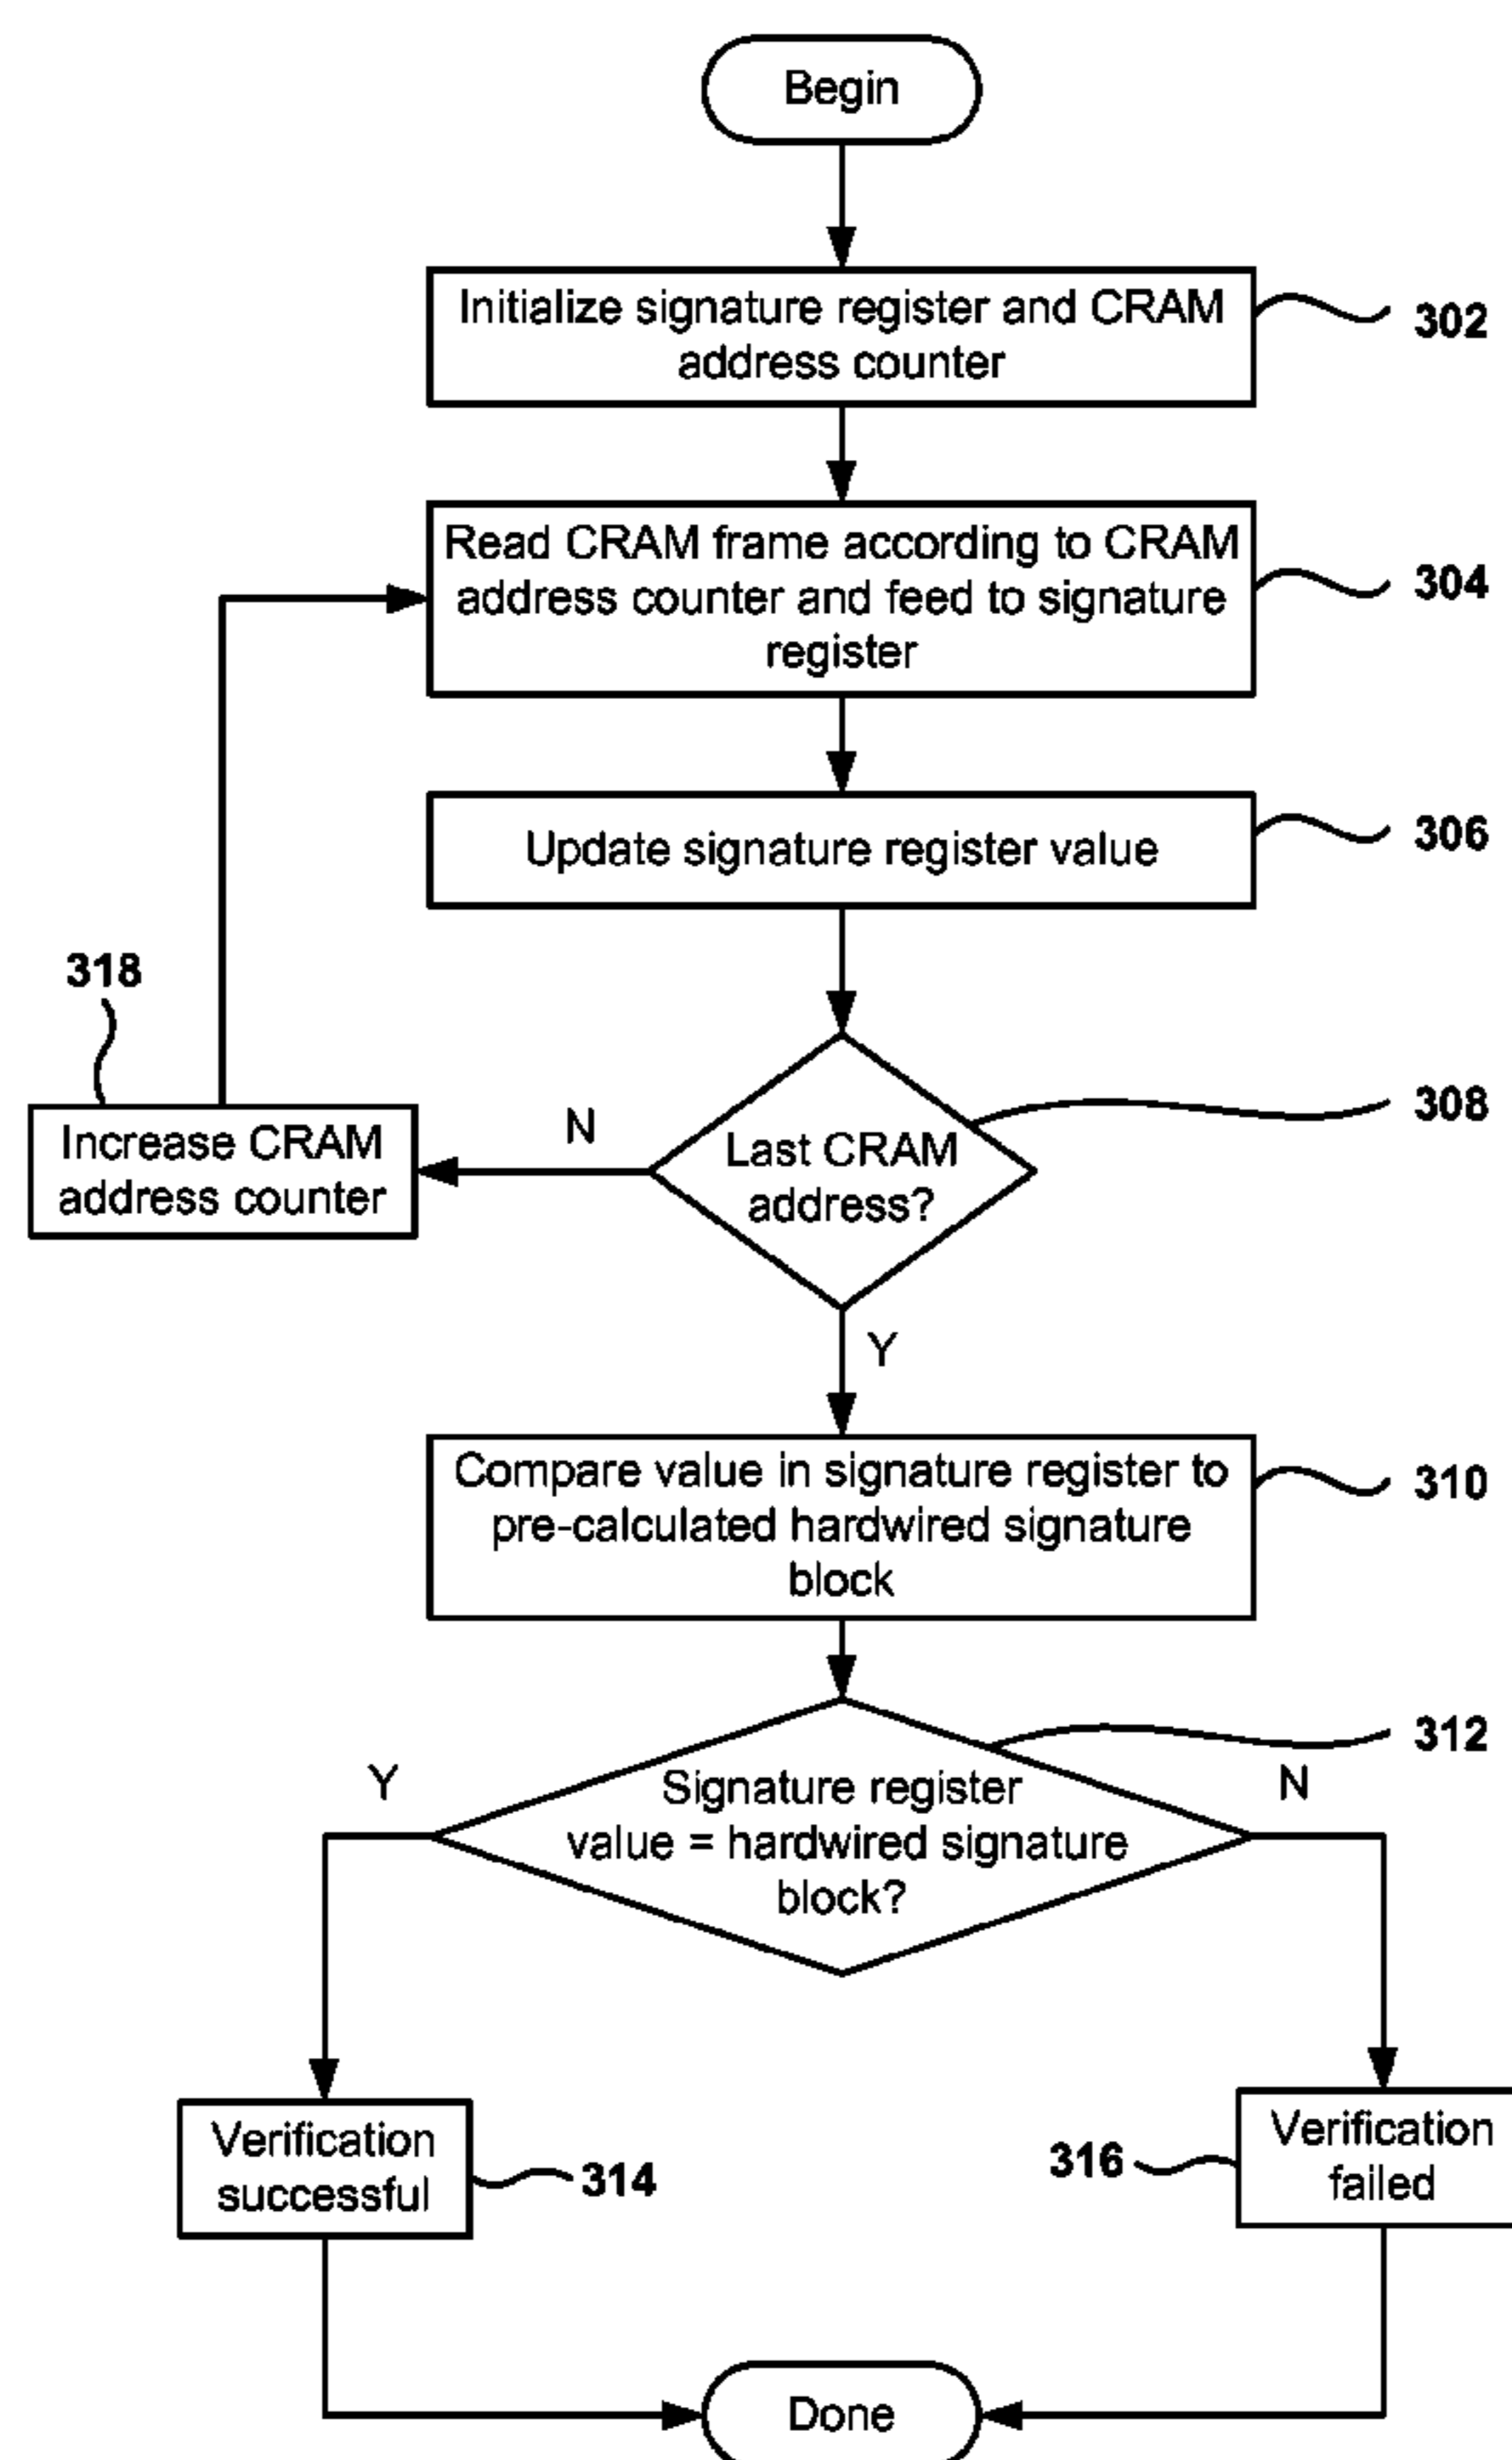 Begin
Initialize signature register and CRAM
address counter
302
Read CRAM frame according to CRAM
address counter and feed to signature
register
304
Update signature register value
306
318
Increase CRAM
address counter
N
Last CRAM
address?
308
Y
Compare value in signature register to
pre-calculated hardwired signature
block
310
312
Y
Signature register
value = hardwired signature
block?
N
Verification
successful
314
316
Verification
failed
Done